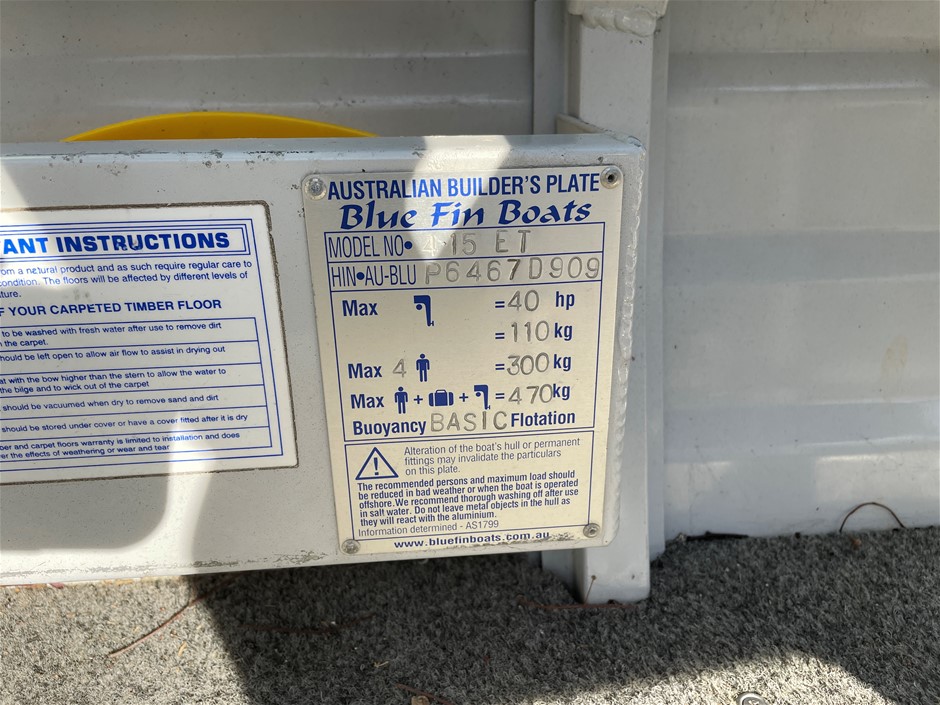 AUSTRALIAN BUILDER'S PLATE
Blue Fin Boats
MODEL NO• 4·15 ET
HIN•AU-BLU P6467D909
Max = 40 hp
= 110 kg
Max 4 = 300 kg
Max + + = 470 kg
Buoyancy BASIC Flotation
Alteration of the boat's hull or permanent
fittings may invalidate the particulars
on this plate.
The recommended persons and maximum load should
be reduced in bad weather or when the boat is operated
offshore. We recommend thorough washing off after use
in salt water. Do not leave metal objects in the hull as
they will react with the aluminium.
Information determined - AS1799
www.bluefinboats.com.au
ANT INSTRUCTIONS
om a natural product and as such require regular care to
condition. The floors will be affected by different levels of
ture.
F YOUR CARPETED TIMBER FLOOR
to be washed with fresh water after use to remove dirt
the carpet.
hould be left open to allow air flow to assist in drying out
at with the bow higher than the stern to allow the water to
the bilge and to wick out of the carpet
should be vacuumed when dry to remove sand and dirt
should be stored under cover or have a cover fitted after it is dry
ber and carpet floors warranty is limited to installation and does
er the effects of weathering or wear and tear